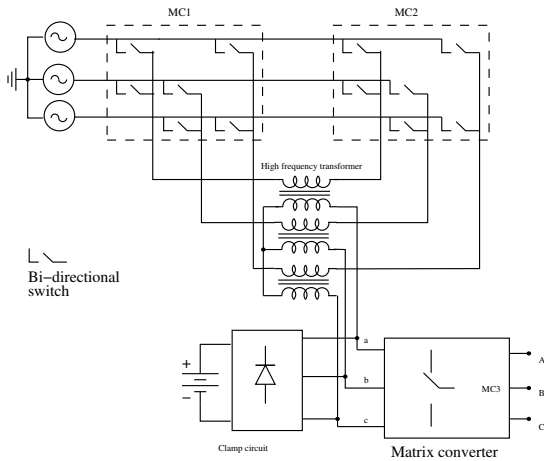 MC1
MC2
High frequency transformer
Bi-directional
switch
a
b
c
+
−
MC3
A
B
C
Clamp circuit
Matrix converter